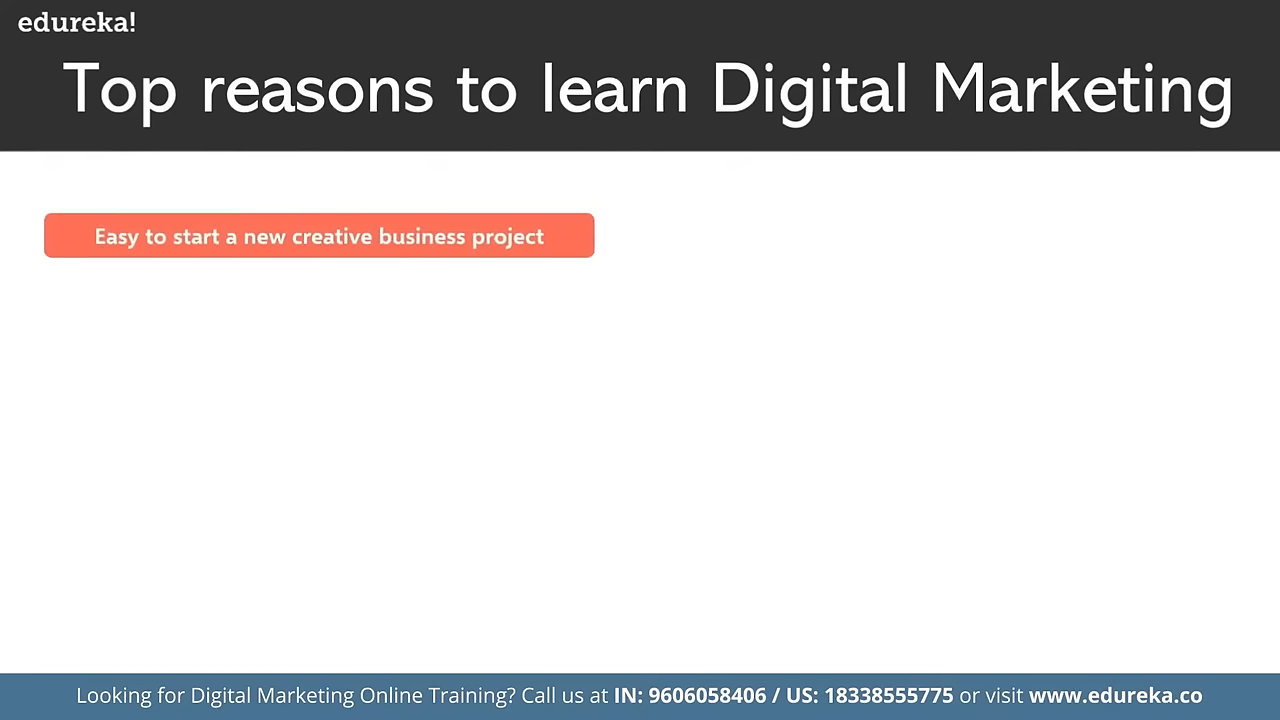 edureka!
Top reasons to learn Digital Marketing
Easy to start a new creative business project
Looking for Digital Marketing Online Training? Call us at IN: 9606058406 / US: 18338555775 or visit www.edureka.co